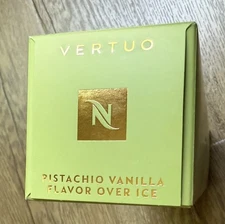 VERTUO
N
PISTACHIO VANILLA
FLAVOR OVER ICE